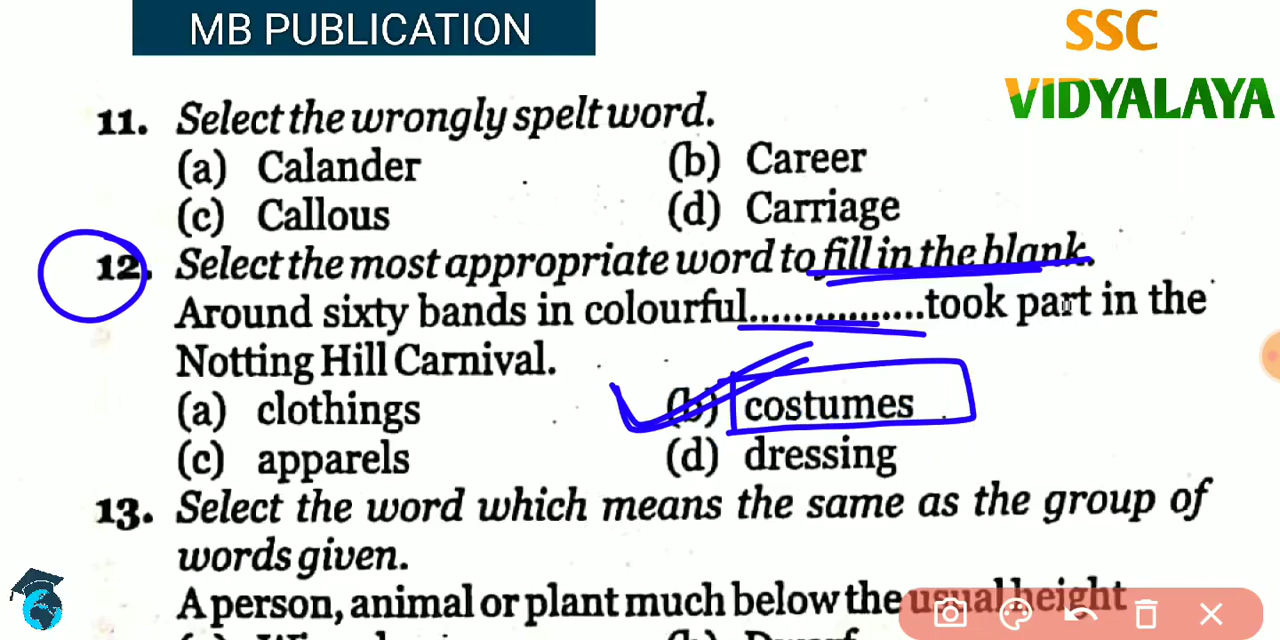 MB PUBLICATION
SSC
VIDYALAYA
11. Select the wrongly spelt word.
(a) Calander (b) Career
(c) Callous (d) Carriage
12. Select the most appropriate word to fill in the blank.
Around sixty bands in colourful.................took part in the
Notting Hill Carnival.
(a) clothings (b) costumes
(c) apparels (d) dressing
13. Select the word which means the same as the group of
words given.
A person, animal or plant much below the usual height